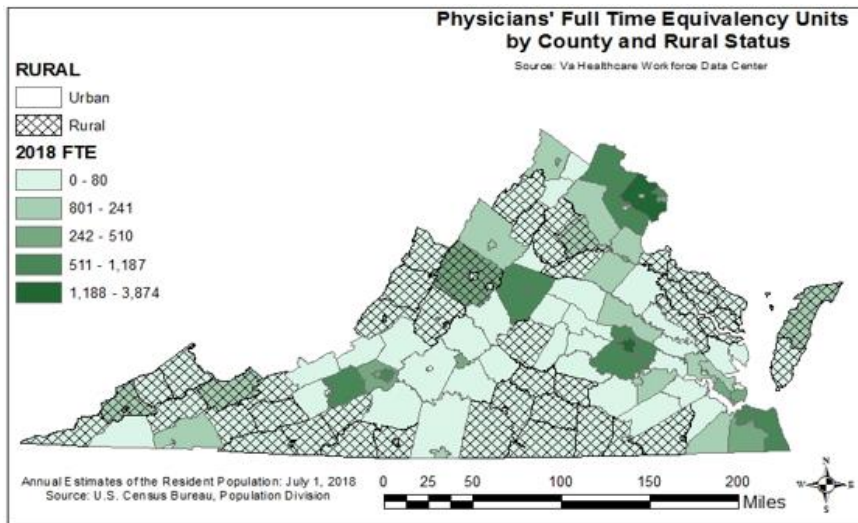 Physicians' Full Time Equivalency Units
by County and Rural Status
Source: Va Healthcare Workforce Data Center
RURAL
Urban
Rural
2018 FTE
0 - 80
801 - 241
242 - 510
511 - 1,187
1,188 - 3,874
Annual Estimates of the Resident Population: July 1, 2018
Source: U.S. Census Bureau, Population Division
0 25 50 100 150 200
Miles
N
W E
S